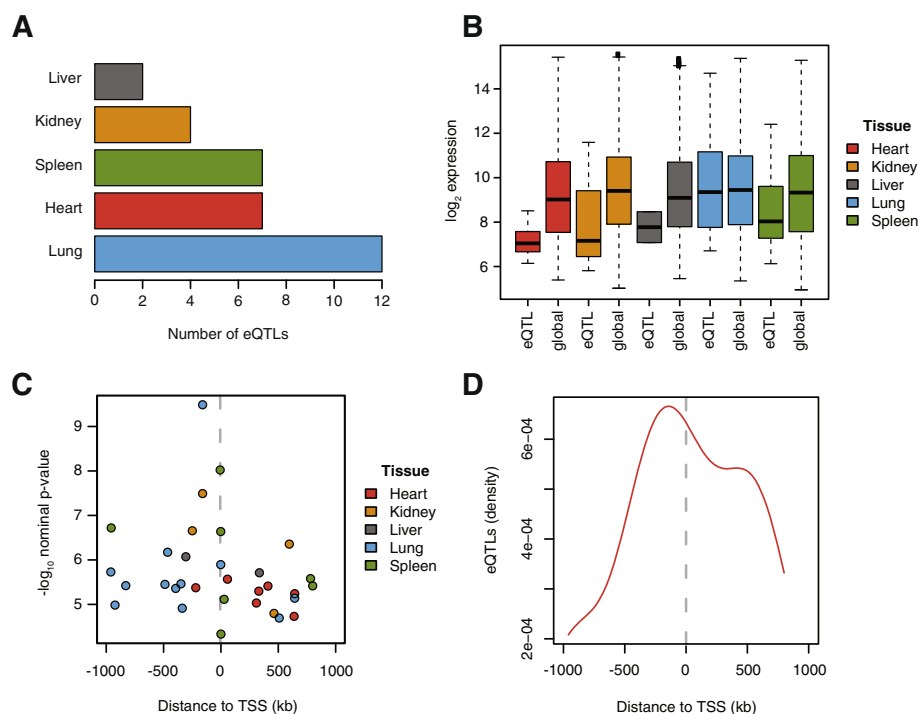 A
Liver
Kidney
Spleen
Heart
Lung
0 2 4 6 8 10 12
Number of eQTLs
B
log2 expression
14
12
10
8
6
eQTL global eQTL global eQTL global eQTL global eQTL global
Tissue
Heart
Kidney
Liver
Lung
Spleen
C
-log10 nominal p-value
9
8
7
6
5
-1000 -500 0 500 1000
Distance to TSS (kb)
Tissue
Heart
Kidney
Liver
Lung
Spleen
D
eQTLs (density)
6e-04
4e-04
2e-04
-1000 -500 0 500 1000
Distance to TSS (kb)